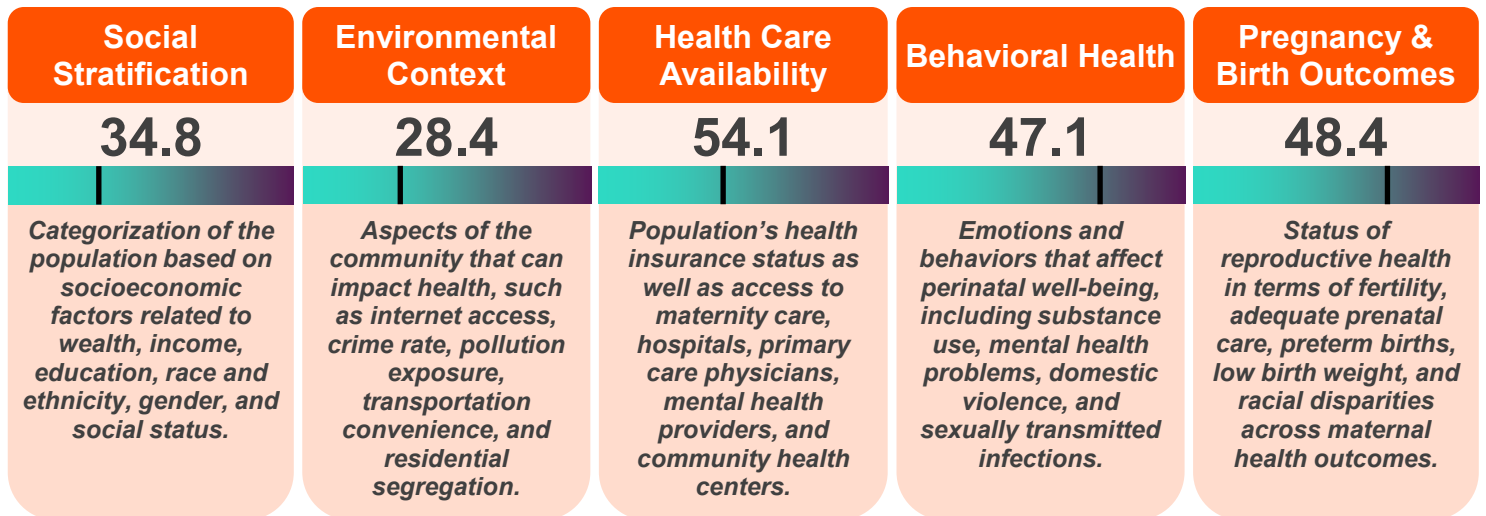 Social
Stratification
34.8
Categorization of the
population based on
socioeconomic
factors related to
wealth, income,
education, race and
ethnicity, gender, and
social status.
Environmental
Context
28.4
Aspects of the
community that can
impact health, such
as internet access,
crime rate, pollution
exposure,
transportation
convenience, and
residential
segregation.
Health Care
Availability
54.1
Population's health
insurance status as
well as access to
maternity care,
hospitals, primary
care physicians,
mental health
providers, and
community health
centers.
Behavioral Health
47.1
Emotions and
behaviors that affect
perinatal well-being,
including substance
use, mental health
problems, domestic
violence, and
sexually transmitted
infections.
Pregnancy &
Birth Outcomes
48.4
Status of
reproductive health
in terms of fertility,
adequate prenatal
care, preterm births,
low birth weight, and
racial disparities
across maternal
health outcomes.